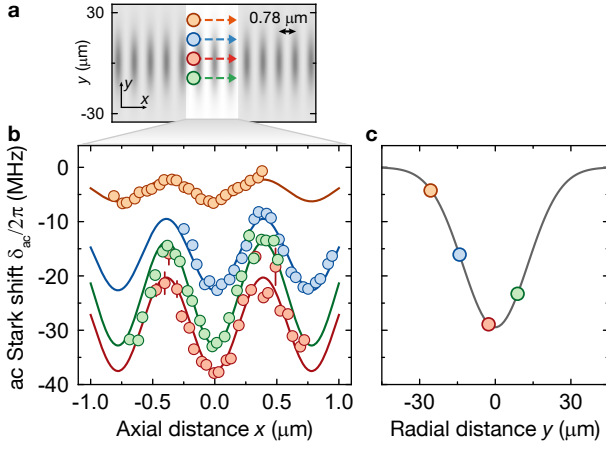 a
30
0
-30
y (μm)
0.78 μm
y
x
b
c
0
-10
-20
-30
-40
ac Stark shift δac/2π (MHz)
-1.0 -0.5 0.0 0.5 1.0
Axial distance x (μm)
-30 0 30
Radial distance y (μm)